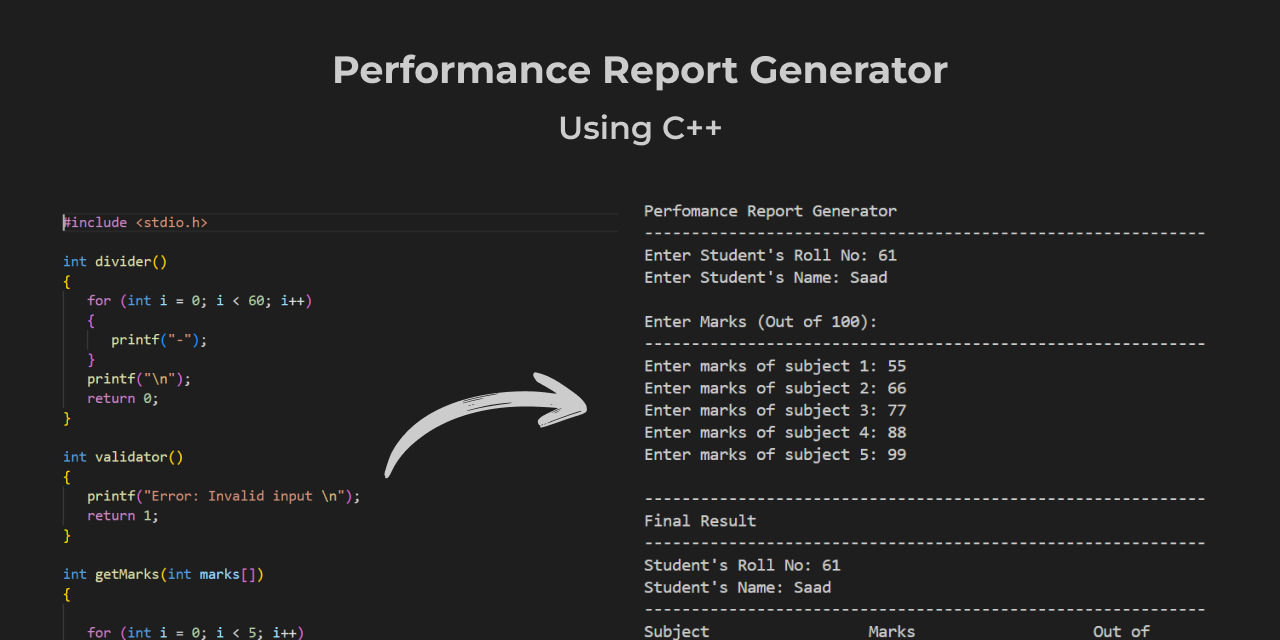 Performance Report Generator
Using C++
#include <stdio.h>
int divider()
{
for (int i = 0; i < 60; i++)
{
printf("-");
}
printf("\n");
return 0;
}
int validator()
{
printf("Error: Invalid input \n");
return 1;
}
int getMarks(int marks[])
{
for (int i = 0; i < 5; i++)
Perfomance Report Generator
------------------------------------------------------------
Enter Student's Roll No: 61
Enter Student's Name: Saad
Enter Marks (Out of 100):
------------------------------------------------------------
Enter marks of subject 1: 55
Enter marks of subject 2: 66
Enter marks of subject 3: 77
Enter marks of subject 4: 88
Enter marks of subject 5: 99
------------------------------------------------------------
Final Result
------------------------------------------------------------
Student's Roll No: 61
Student's Name: Saad
------------------------------------------------------------
Subject Marks Out of